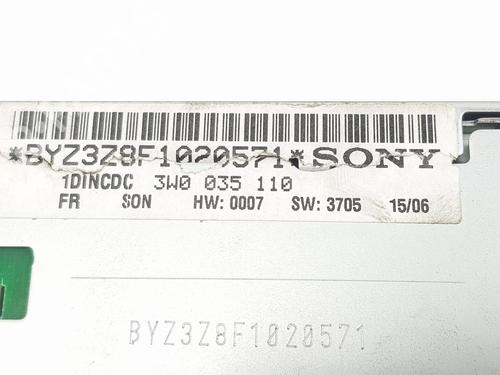 *BYZ3Z8F1020571* SONY
1DINCDC 3W0 035 110
FR SON HW: 0007 SW: 3705 15/06
BYZ3Z8F1020571